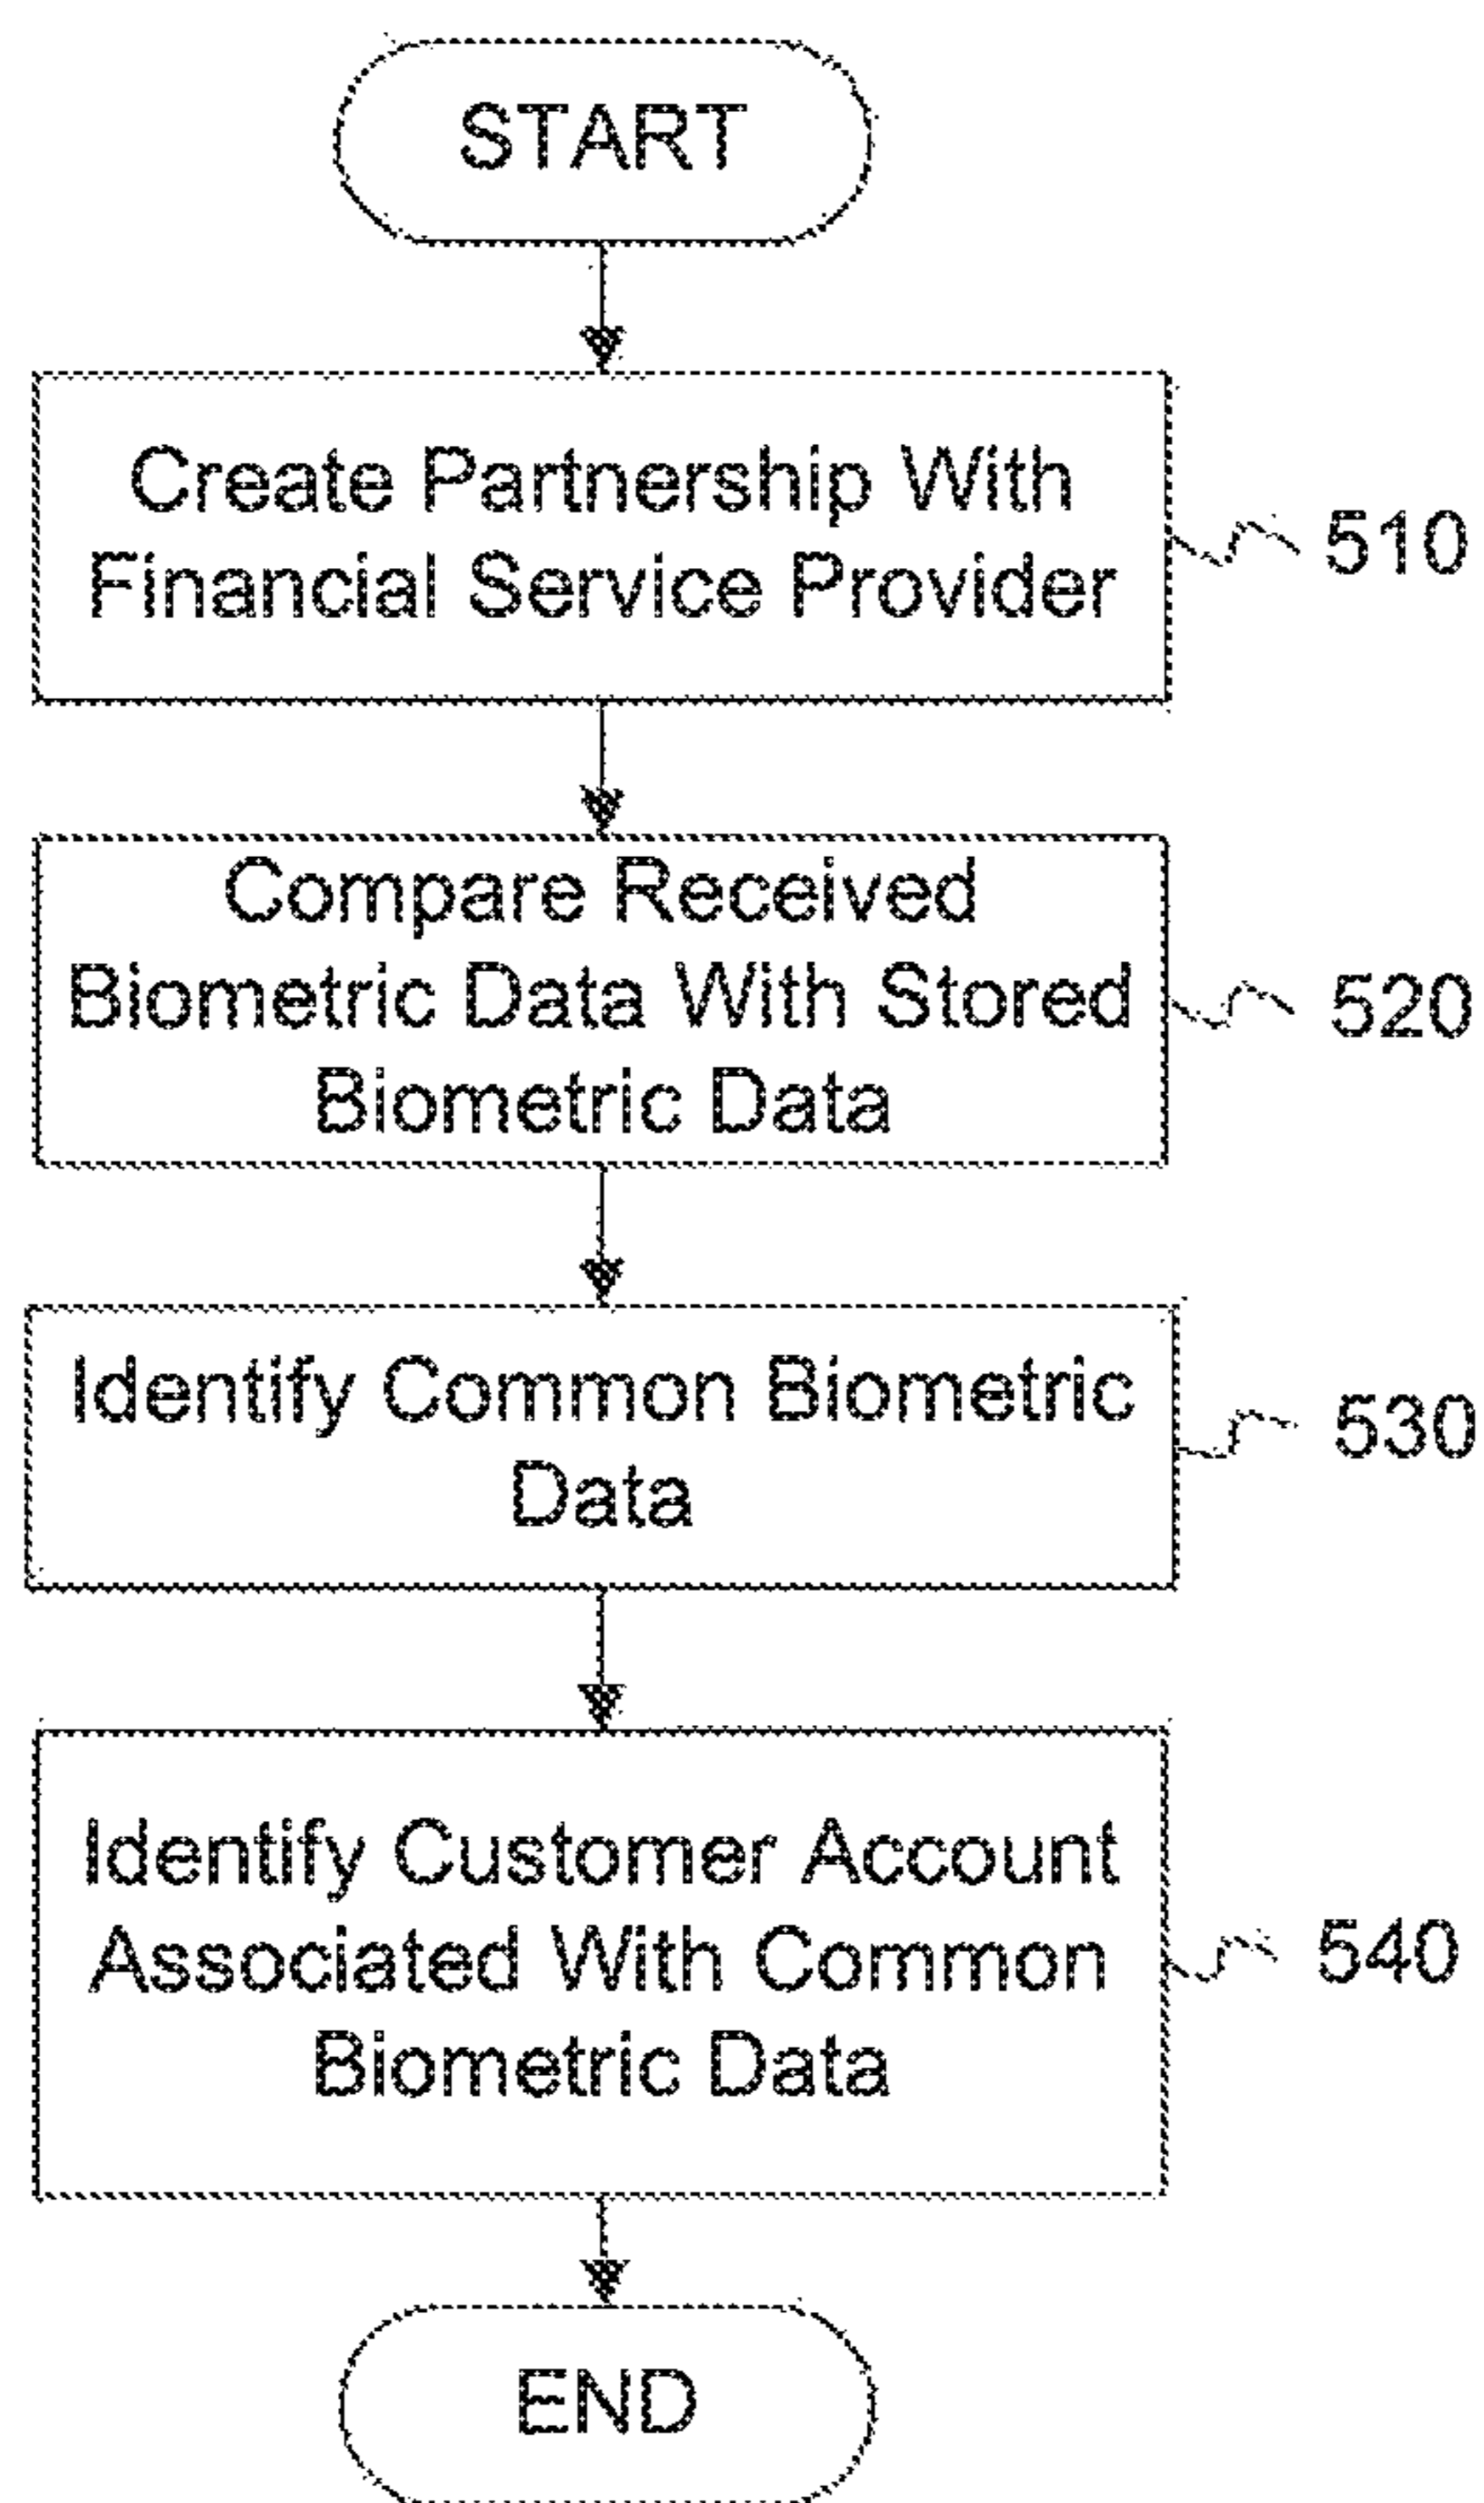 START
Create Partnership With
Financial Service Provider
510
Compare Received
Biometric Data With Stored
Biometric Data
520
Identify Common Biometric
Data
530
Identify Customer Account
Associated With Common
Biometric Data
540
END